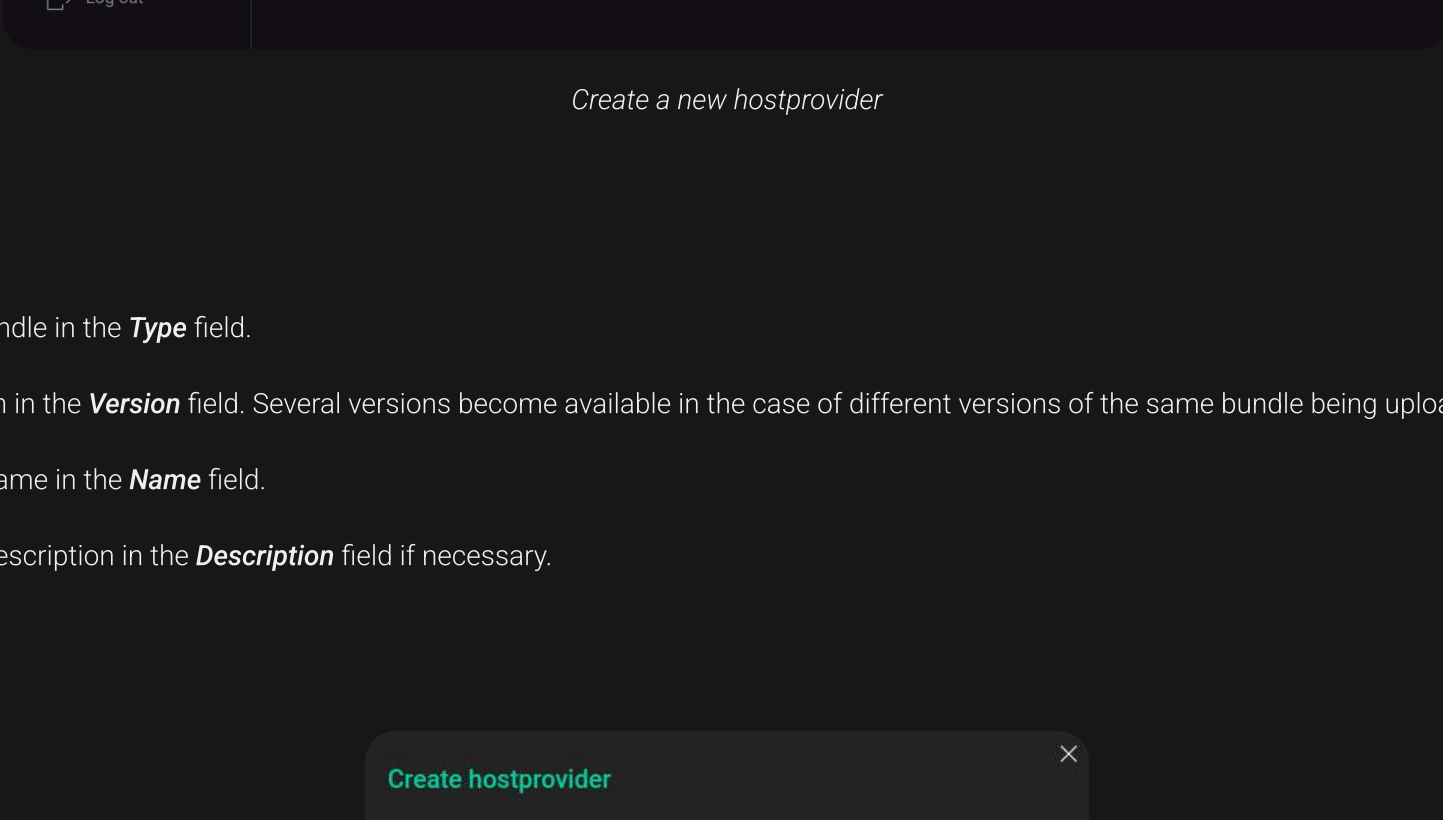 Log out
Create a new hostprovider
ndle in the Type field.
n in the Version field. Several versions become available in the case of different versions of the same bundle being uploa
ame in the Name field.
escription in the Description field if necessary.
Create hostprovider